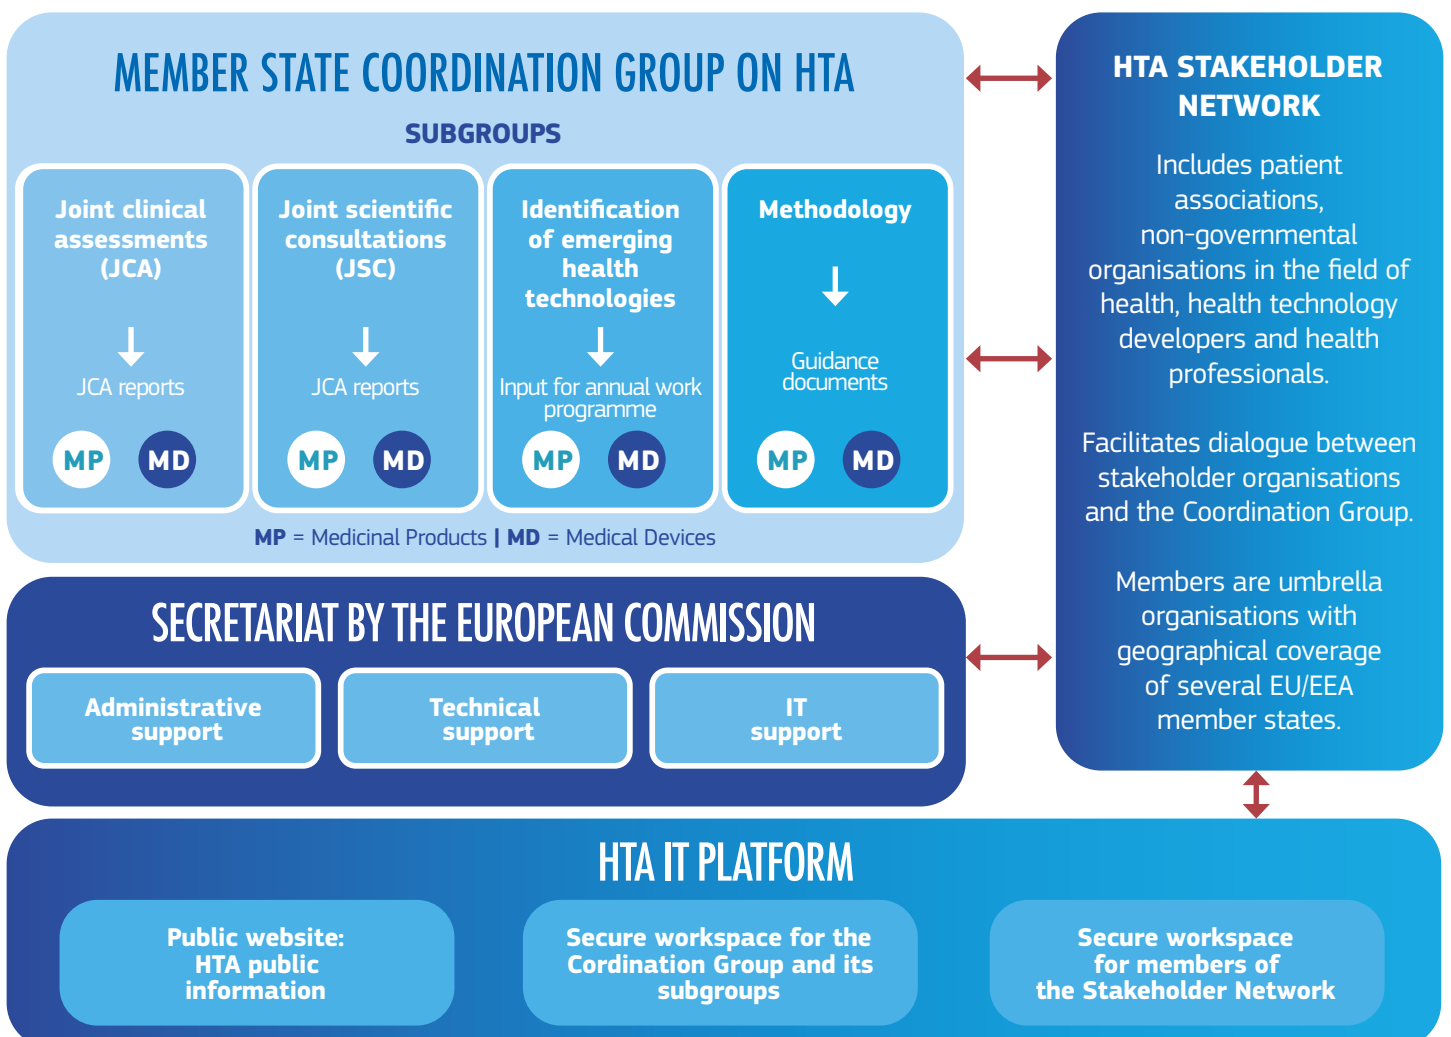 MEMBER STATE COORDINATION GROUP ON HTA
SUBGROUPS
Joint clinical
assessments
(JCA)
JCA reports
MP MD
Joint scientific
consultations
(JSC)
JCA reports
MP MD
Identification
of emerging
health
technologies
Input for annual work
programme
MP MD
Methodology
Guidance
documents
MP MD
MP = Medicinal Products | MD = Medical Devices
HTA STAKEHOLDER
NETWORK
Includes patient
associations,
non-governmental
organisations in the field of
health, health technology
developers and health
professionals.
Facilitates dialogue between
stakeholder organisations
and the Coordination Group.
Members are umbrella
organisations with
geographical coverage
of several EU/EEA
member states.
SECRETARIAT BY THE EUROPEAN COMMISSION
Administrative
support
Technical
support
IT
support
HTA IT PLATFORM
Public website:
HTA public
information
Secure workspace for the
Cordination Group and its
subgroups
Secure workspace
for members of
the Stakeholder Network